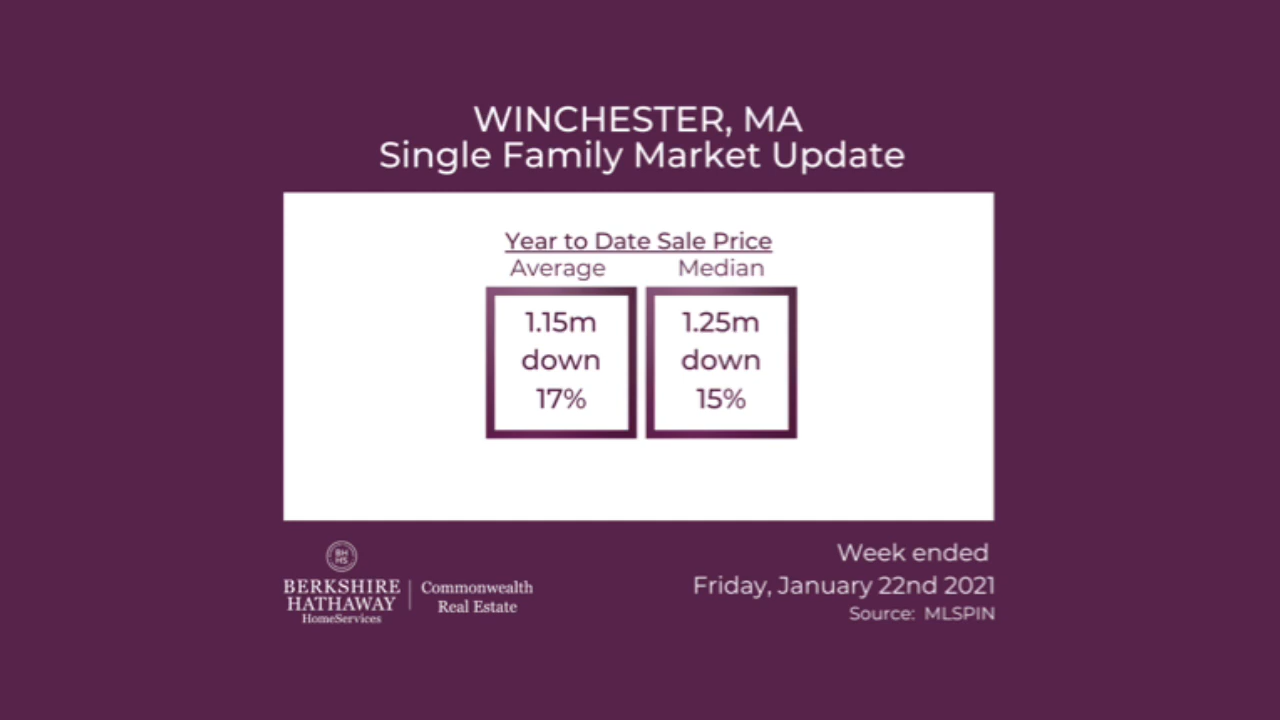 WINCHESTER, MA
Single Family Market Update
Year to Date Sale Price
Average Median
1.15m
down
17%
1.25m
down
15%
BH
HS
BERKSHIRE
HATHAWAY
HomeServices
Commonwealth
Real Estate
Week ended
Friday, January 22nd 2021
Source: MLSPIN